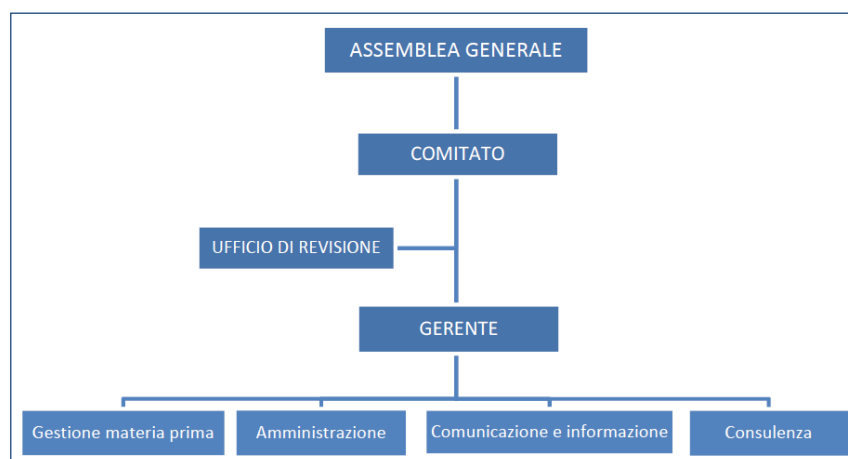 ASSEMBLEA GENERALE
COMITATO
UFFICIO DI REVISIONE
GERENTE
Gestione materia prima
Amministrazione
Comunicazione e informazione
Consulenza